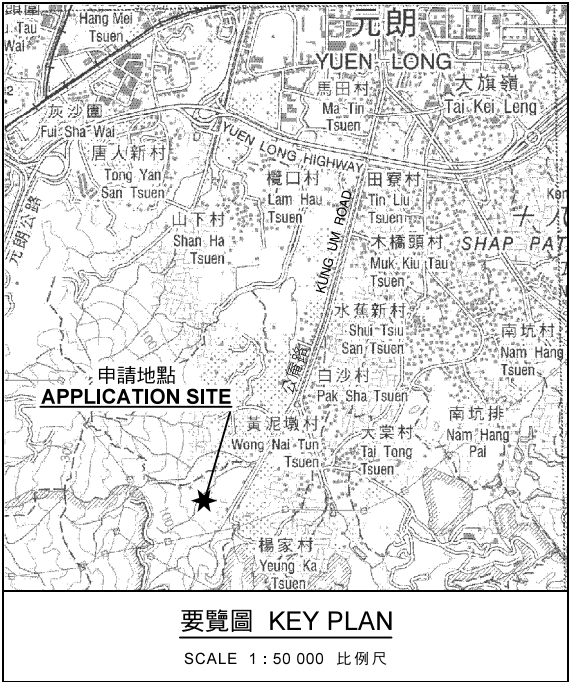 Hang Mei
Tsuen
元朗
YUEN LONG
Tau
Wai
馬田村
Ma Tin
Tsuen
大旗嶺
Tai Kei Leng
灰沙圍
Fui Sha Wai
YUEN LONG HIGHWAY
唐人新村
Tong Yan
San Tsuen
欖口村
Lam Hau
Tsuen
田寮村
Tin Liu
Tsuen
元朗公路
山下村
Shan Ha
Tsuen
KUNG UM ROAD
木橋頭村
Muk Kiu Tau
Tsuen
十八
SHAP PAT
水蕉新村
Shui Tsiu
San Tsuen
南坑村
Nam Hang
Tsuen
公庵路
白沙村
Pak Sha Tsuen
申請地點
APPLICATION SITE
黃泥墩村
Wong Nai Tun
Tsuen
大棠村
Tai Tong
Tsuen
南坑排
Nam Hang
Pai
楊家村
Yeung Ka
Tsuen
要覽圖 KEY PLAN
SCALE 1 : 50 000 比例尺